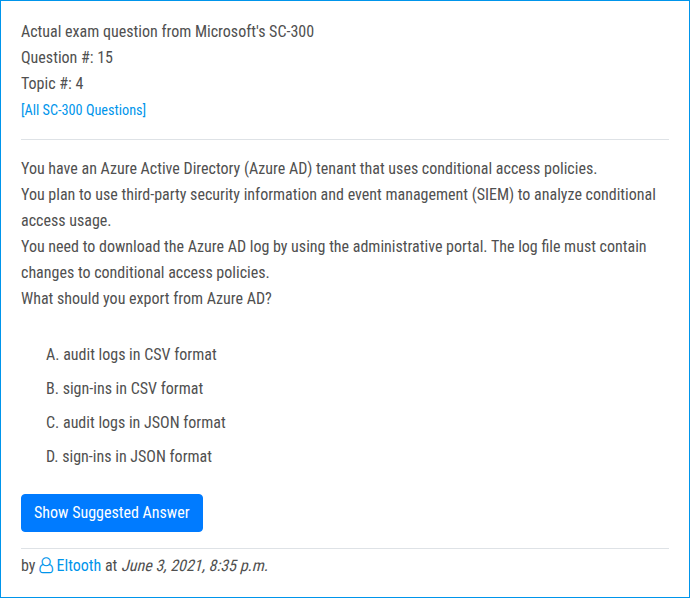 Actual exam question from Microsoft's SC-300
Question #: 15
Topic #: 4
[All SC-300 Questions]
You have an Azure Active Directory (Azure AD) tenant that uses conditional access policies.
You plan to use third-party security information and event management (SIEM) to analyze conditional
access usage.
You need to download the Azure AD log by using the administrative portal. The log file must contain
changes to conditional access policies.
What should you export from Azure AD?
A. audit logs in CSV format
B. sign-ins in CSV format
C. audit logs in JSON format
D. sign-ins in JSON format
Show Suggested Answer
by Eltooth at June 3, 2021, 8:35 p.m.